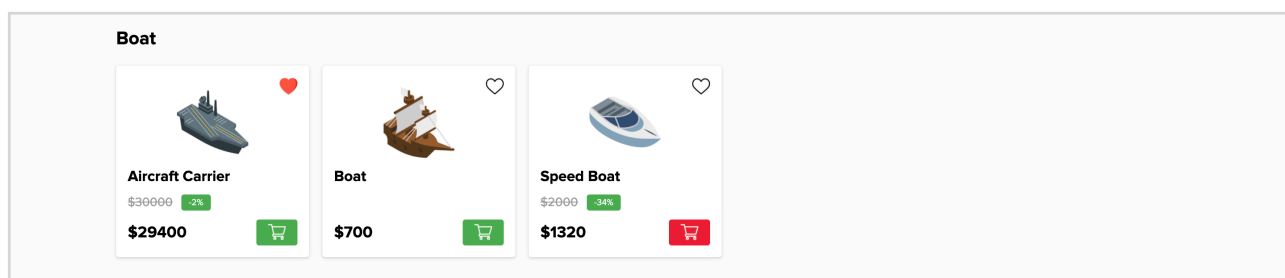 Boat
Aircraft Carrier
$30000 -2%
$29400
Boat
$700
Speed Boat
$2000 -34%
$1320